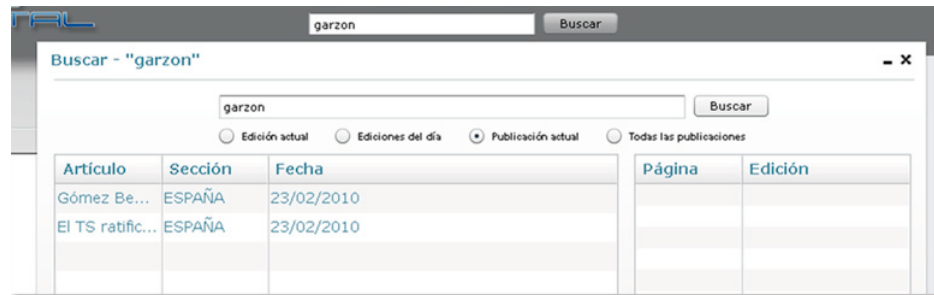 TAL
garzon Buscar
Buscar - "garzon"
garzon Buscar
Edición actual Ediciones del día Publicación actual Todas las publicaciones
Artículo Sección Fecha Página Edición
Gómez Be... ESPAÑA 23/02/2010
El TS ratific... ESPAÑA 23/02/2010